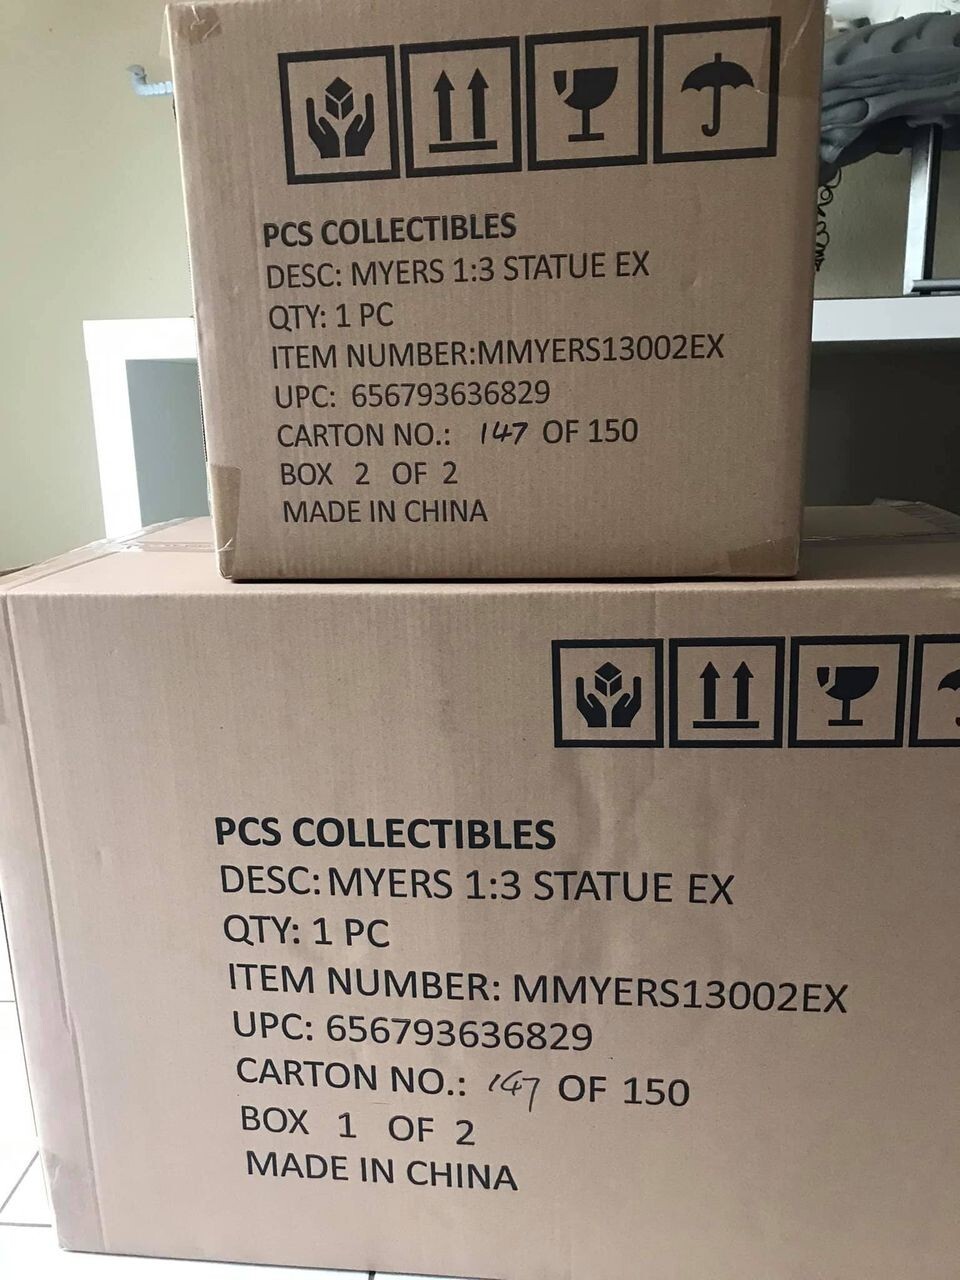 PCS COLLECTIBLES
DESC: MYERS 1:3 STATUE EX
QTY: 1 PC
ITEM NUMBER:MMYERS13002EX
UPC: 656793636829
CARTON NO.: 147 OF 150
BOX 2 OF 2
MADE IN CHINA
PCS COLLECTIBLES
DESC: MYERS 1:3 STATUE EX
QTY: 1 PC
ITEM NUMBER: MMYERS13002EX
UPC: 656793636829
CARTON NO.: 147 OF 150
BOX 1 OF 2
MADE IN CHINA